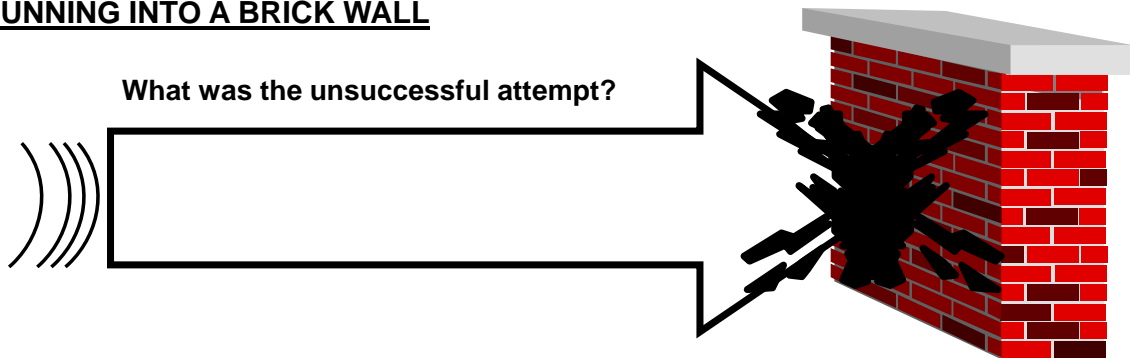 UNNING INTO A BRICK WALL
What was the unsuccessful attempt?